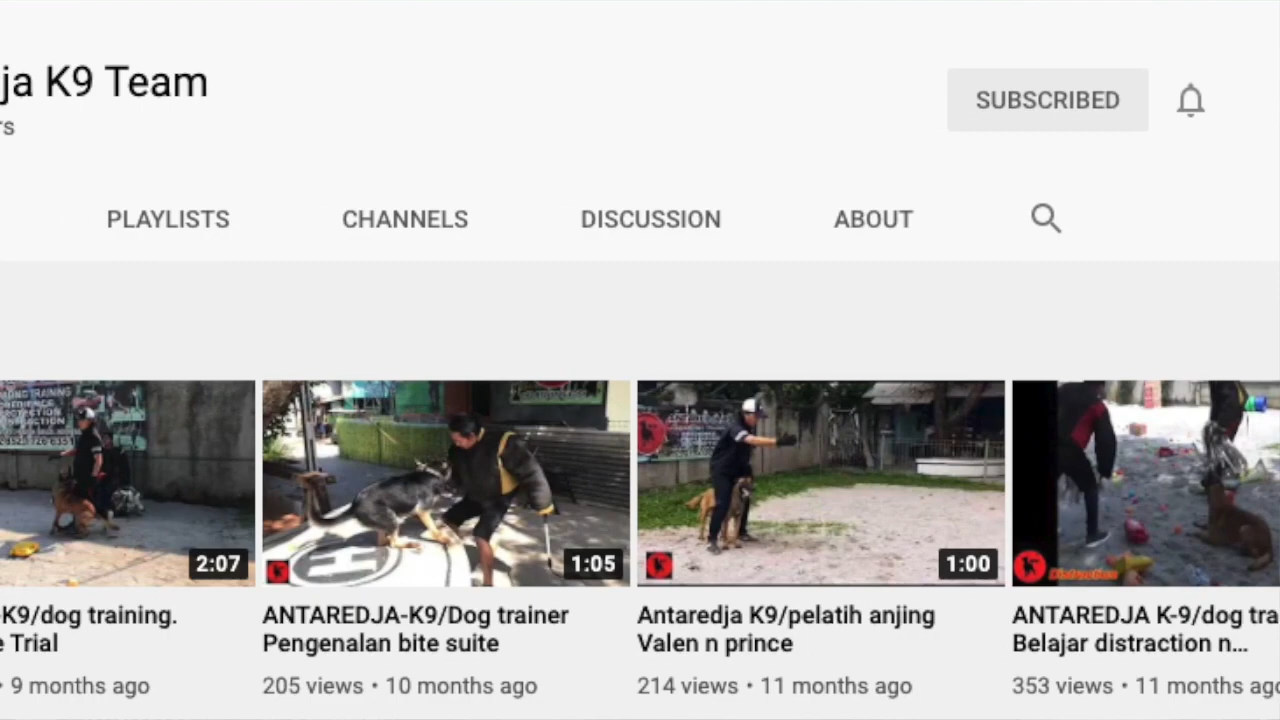 ja K9 Team
rs
SUBSCRIBED
PLAYLISTS
CHANNELS
DISCUSSION
ABOUT
2:07
1:05
1:00
Distraction
-K9/dog training.
e Trial
• 9 months ago
ANTAREDJA-K9/Dog trainer
Pengenalan bite suite
205 views • 10 months ago
Antaredja K9/pelatih anjing
Valen n prince
214 views • 11 months ago
ANTAREDJA K-9/dog tra
Belajar distraction n...
353 views • 11 months ago